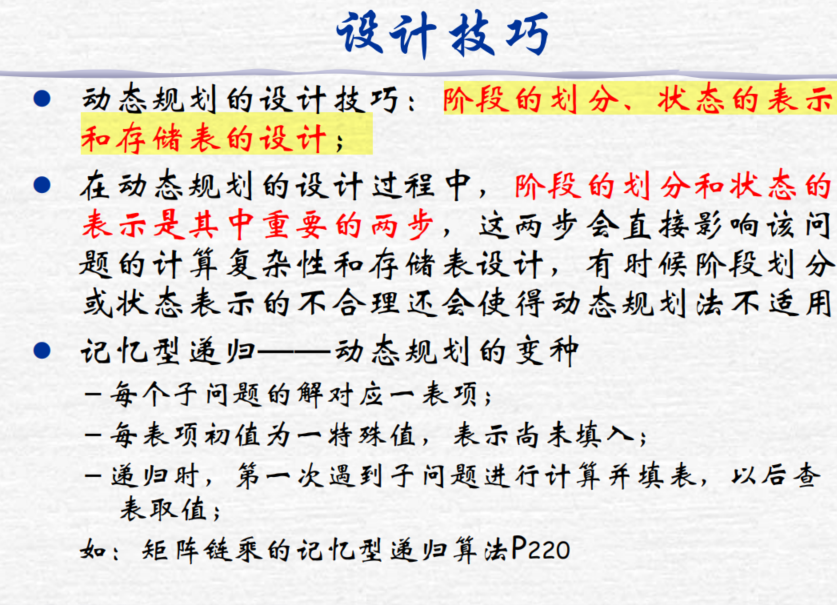 设计技巧
● 动态规划的设计技巧：阶段的划分、状态的表示
和存储表的设计；
● 在动态规划的设计过程中，阶段的划分和状态的
表示是其中重要的两步，这两步会直接影响该问
题的计算复杂性和存储表设计，有时候阶段划分
或状态表示的不合理还会使得动态规划法不适用
● 记忆型递归——动态规划的变种
–每个子问题的解对应一表项；
–每表项初值为一特殊值，表示尚未填入；
–递归时，第一次遇到子问题进行计算并填表，以后查
表取值；
如：矩阵链乘的记忆型递归算法P220